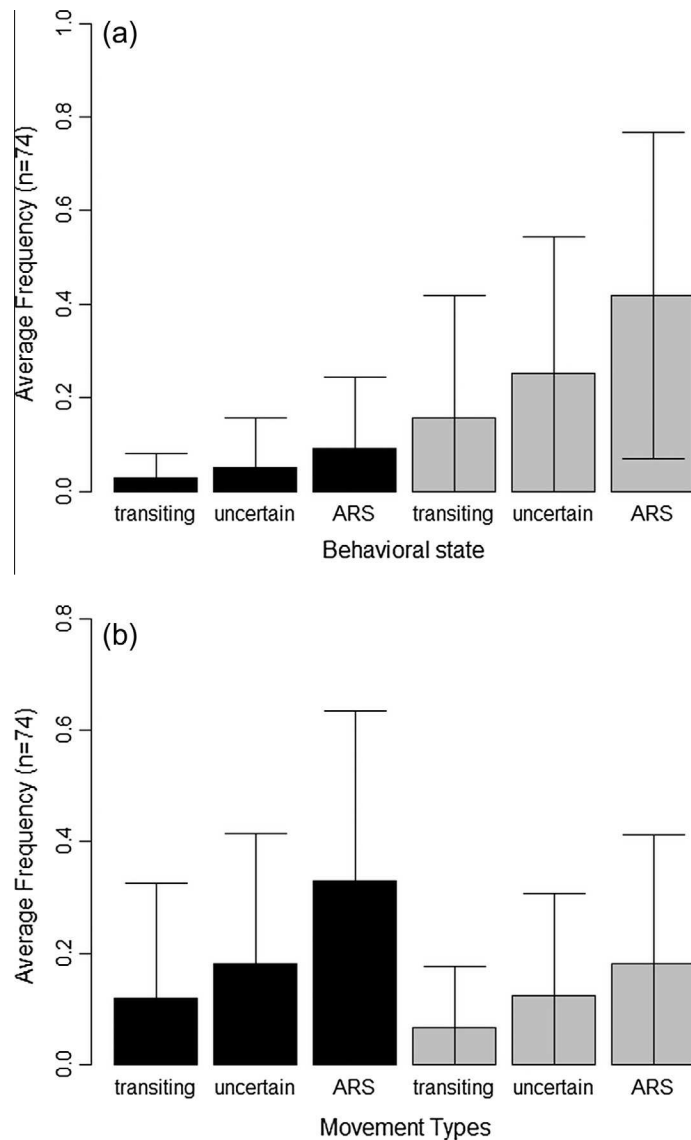 (a)
Average Frequency (n=74)
1.0
0.8
0.6
0.4
0.2
0.0
transiting uncertain ARS transiting uncertain ARS
Behavioral state
(b)
Average Frequency (n=74)
0.8
0.6
0.4
0.2
0.0
transiting uncertain ARS transiting uncertain ARS
Movement Types